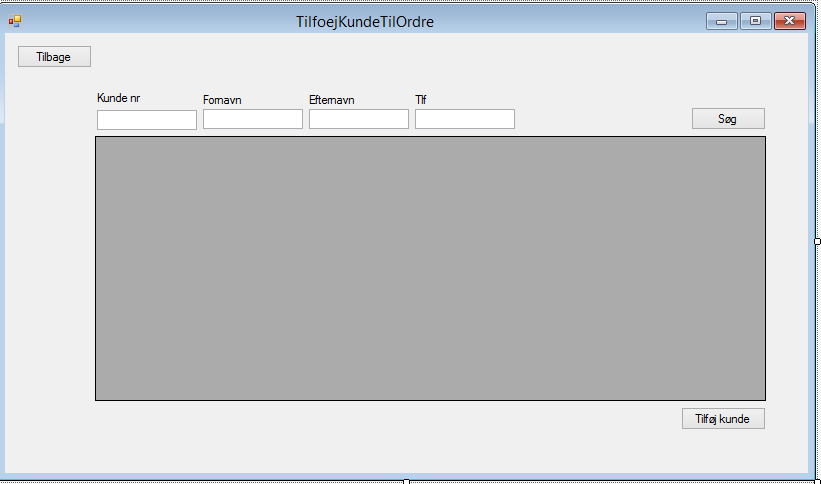 TilfoejKundeTilOrdre
Tilbage
Kunde nr
Fornavn
Efternavn
Tlf
Søg
Tilføj kunde